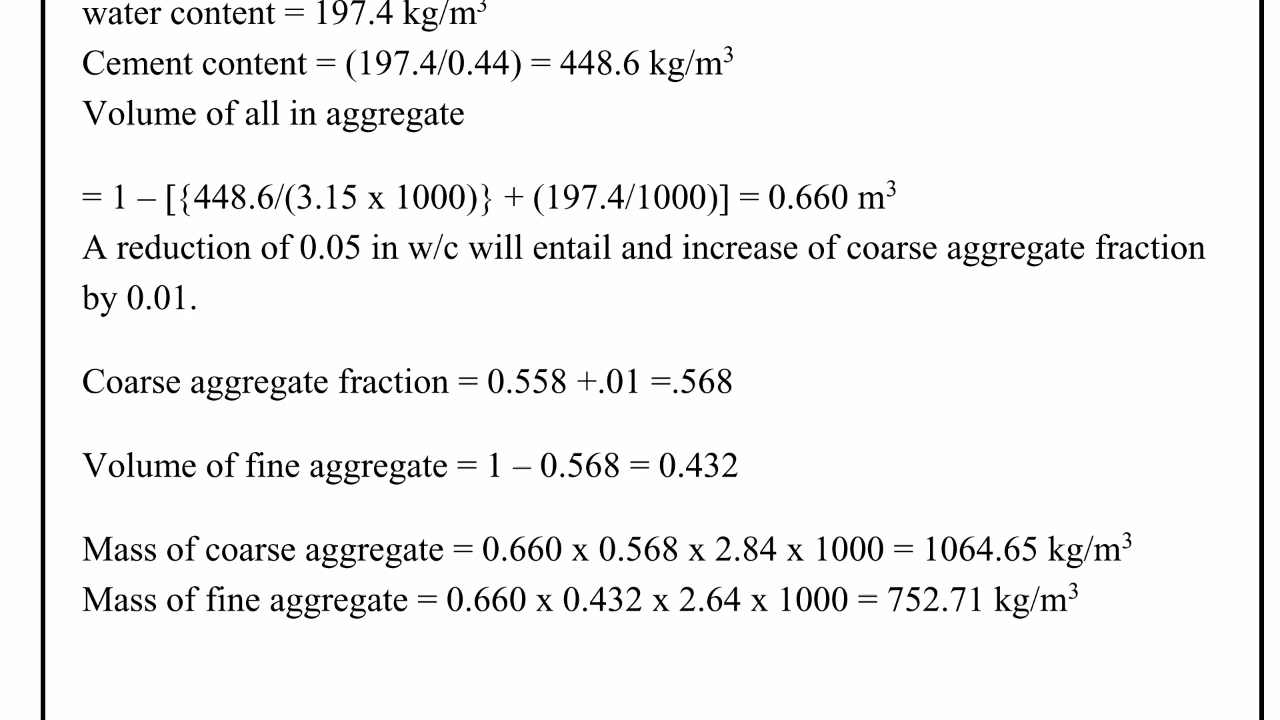 water content = 197.4 kg/m³
Cement content = (197.4/0.44) = 448.6 kg/m³
Volume of all in aggregate
= 1 – [{448.6/(3.15 x 1000)} + (197.4/1000)] = 0.660 m³
A reduction of 0.05 in w/c will entail and increase of coarse aggregate fraction
by 0.01.
Coarse aggregate fraction = 0.558 +.01 =.568
Volume of fine aggregate = 1 – 0.568 = 0.432
Mass of coarse aggregate = 0.660 x 0.568 x 2.84 x 1000 = 1064.65 kg/m³
Mass of fine aggregate = 0.660 x 0.432 x 2.64 x 1000 = 752.71 kg/m³